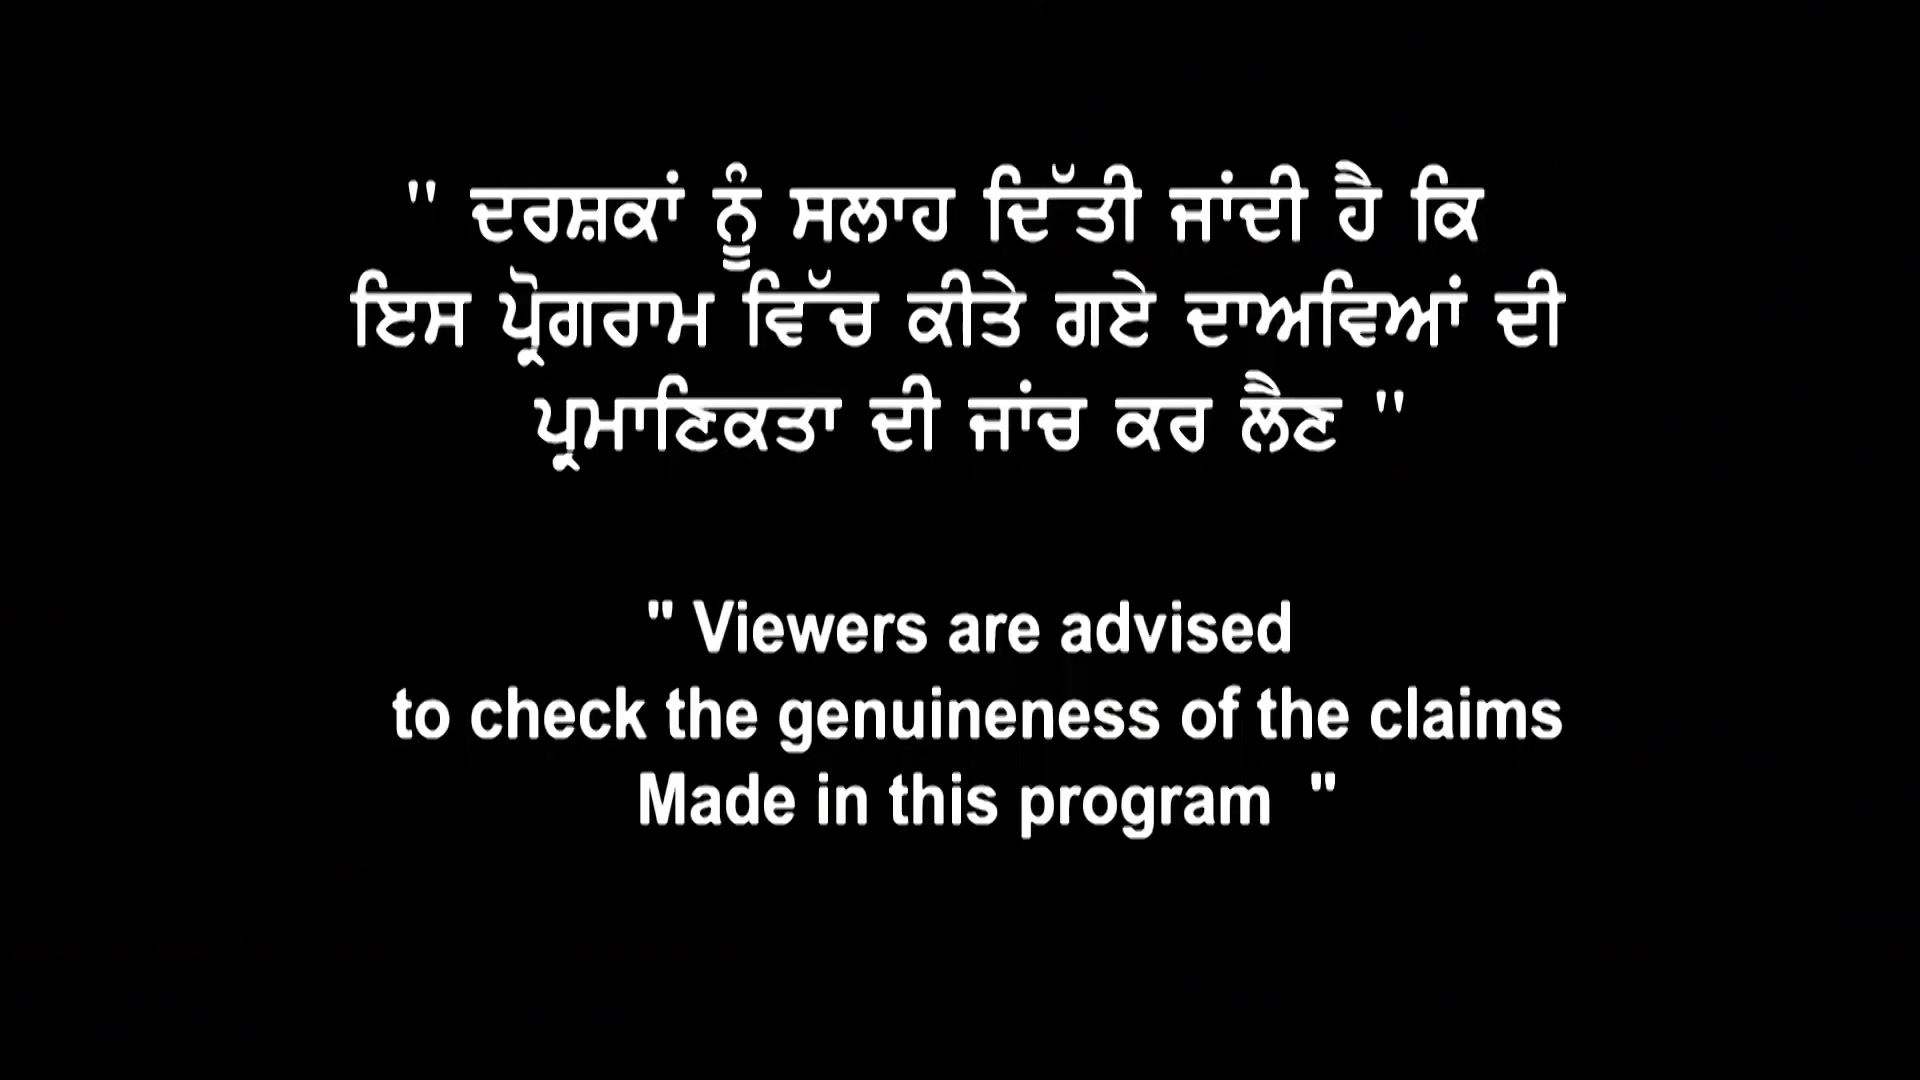 " ਦਰਸ਼ਕਾਂ ਨੂੰ ਸਲਾਹ ਦਿੱਤੀ ਜਾਂਦੀ ਹੈ ਕਿ
ਇਸ ਪ੍ਰੋਗਰਾਮ ਵਿੱਚ ਕੀਤੇ ਗਏ ਦਾਅਵਿਆਂ ਦੀ
ਪ੍ਰਮਾਣਿਕਤਾ ਦੀ ਜਾਂਚ ਕਰ ਲੈਣ "
" Viewers are advised
to check the genuineness of the claims
Made in this program "